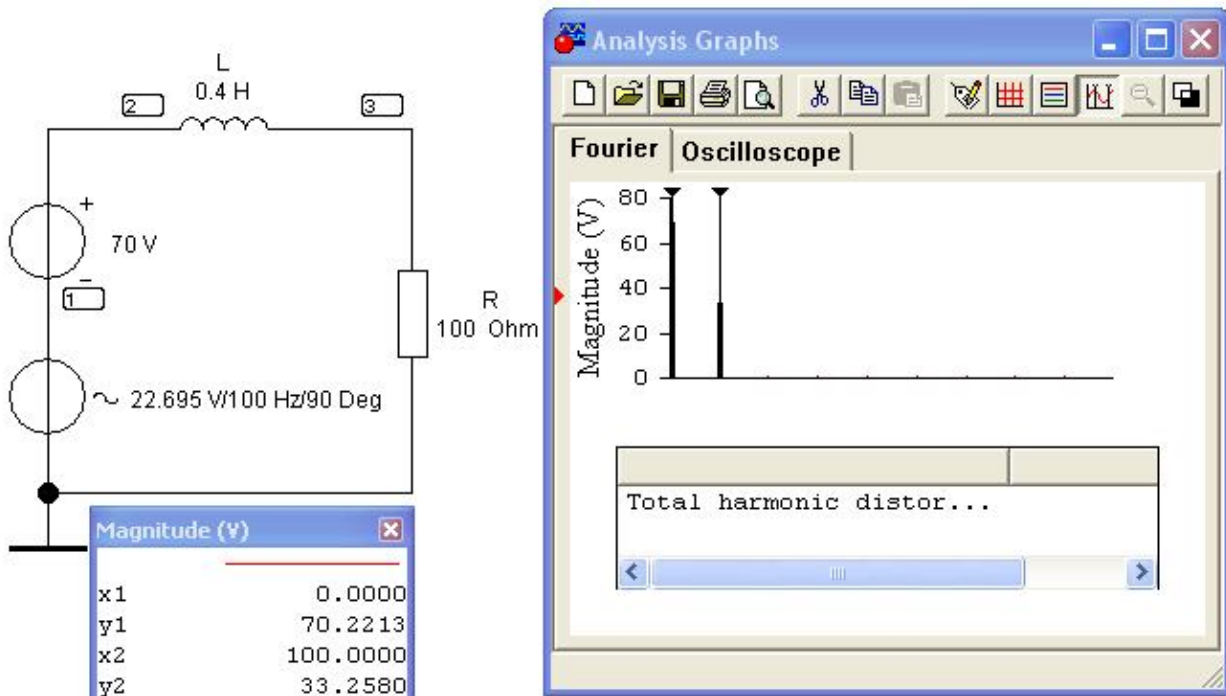 L
0.4 H
2
3
+
70 V
−
1
R
100 Ohm
~ 22.695 V/100 Hz/90 Deg
Magnitude (V)
x1 0.0000
y1 70.2213
x2 100.0000
y2 33.2580
Analysis Graphs
Fourier Oscilloscope
Magnitude (V)
80
60
40
20
0
Total harmonic distor...